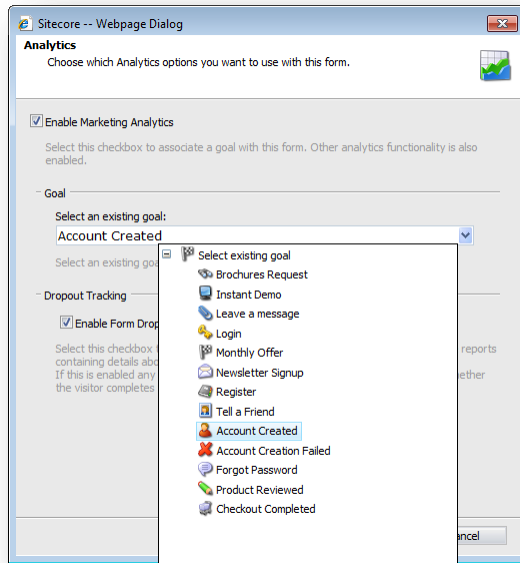 Sitecore -- Webpage Dialog
Analytics
Choose which Analytics options you want to use with this form.
Enable Marketing Analytics
Select this checkbox to associate a goal with this form. Other analytics functionality is also
enabled.
Goal
Select an existing goal:
Account Created
Select an existing goa
Select existing goal
Brochures Request
Instant Demo
Leave a message
Login
Monthly Offer
Newsletter Signup
Register
Tell a Friend
Account Created
Account Creation Failed
Forgot Password
Product Reviewed
Checkout Completed
Dropout Tracking
Enable Form Drop
Select this checkbox reports
containing details abo
If this is enabled any ether
the visitor completes
ancel